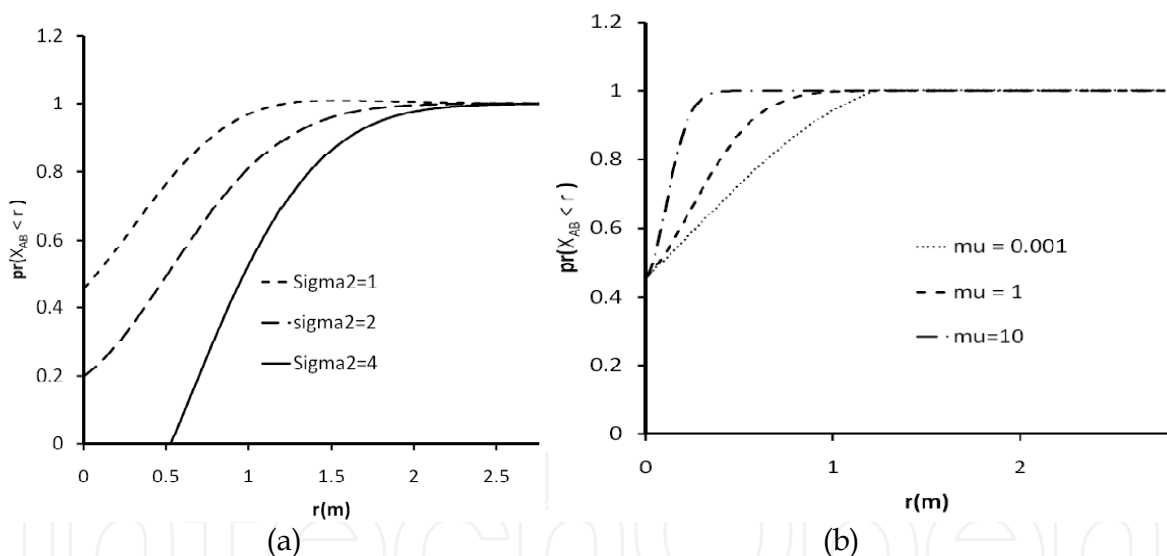 1.2
1
0.8
0.6
0.4
0.2
0
pr(X_AB < r)
Sigma2=1
sigma2=2
Sigma2=4
0 0.5 1 1.5 2 2.5
r(m)
(a)
1.2
1
0.8
0.6
0.4
0.2
0
pr(X_AB < r )
mu = 0.001
mu = 1
mu=10
0 1 2
r(m)
(b)